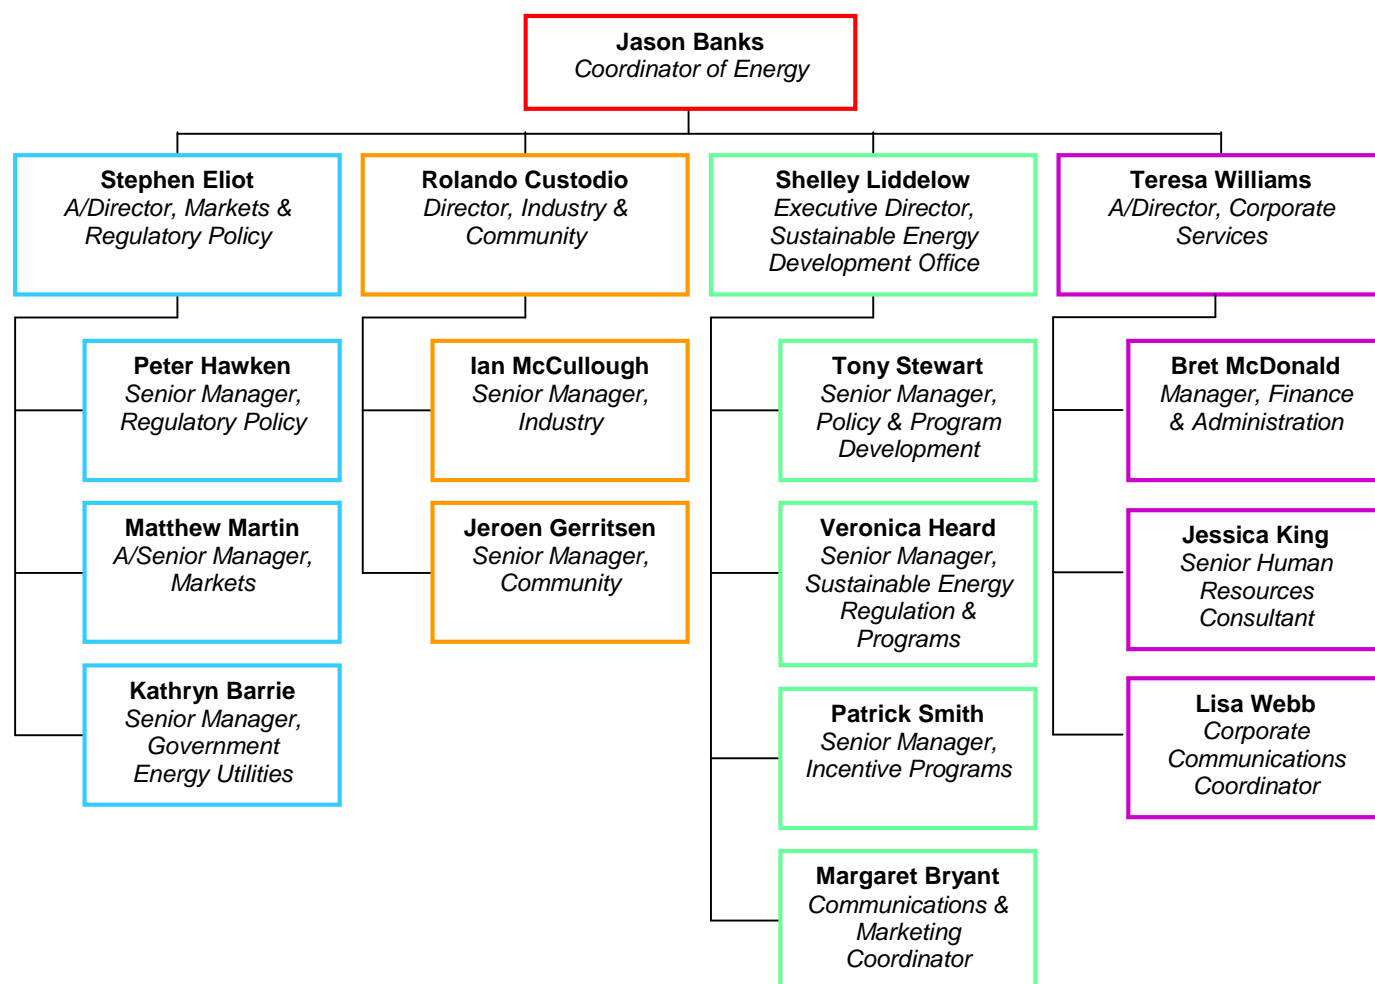 Jason Banks
Coordinator of Energy
Stephen Eliot
A/Director, Markets &
Regulatory Policy
Rolando Custodio
Director, Industry &
Community
Shelley Liddelow
Executive Director,
Sustainable Energy
Development Office
Teresa Williams
A/Director, Corporate
Services
Peter Hawken
Senior Manager,
Regulatory Policy
Matthew Martin
A/Senior Manager,
Markets
Kathryn Barrie
Senior Manager,
Government
Energy Utilities
Ian McCullough
Senior Manager,
Industry
Jeroen Gerritsen
Senior Manager,
Community
Tony Stewart
Senior Manager,
Policy & Program
Development
Veronica Heard
Senior Manager,
Sustainable Energy
Regulation &
Programs
Patrick Smith
Senior Manager,
Incentive Programs
Margaret Bryant
Communications &
Marketing
Coordinator
Bret McDonald
Manager, Finance
& Administration
Jessica King
Senior Human
Resources
Consultant
Lisa Webb
Corporate
Communications
Coordinator